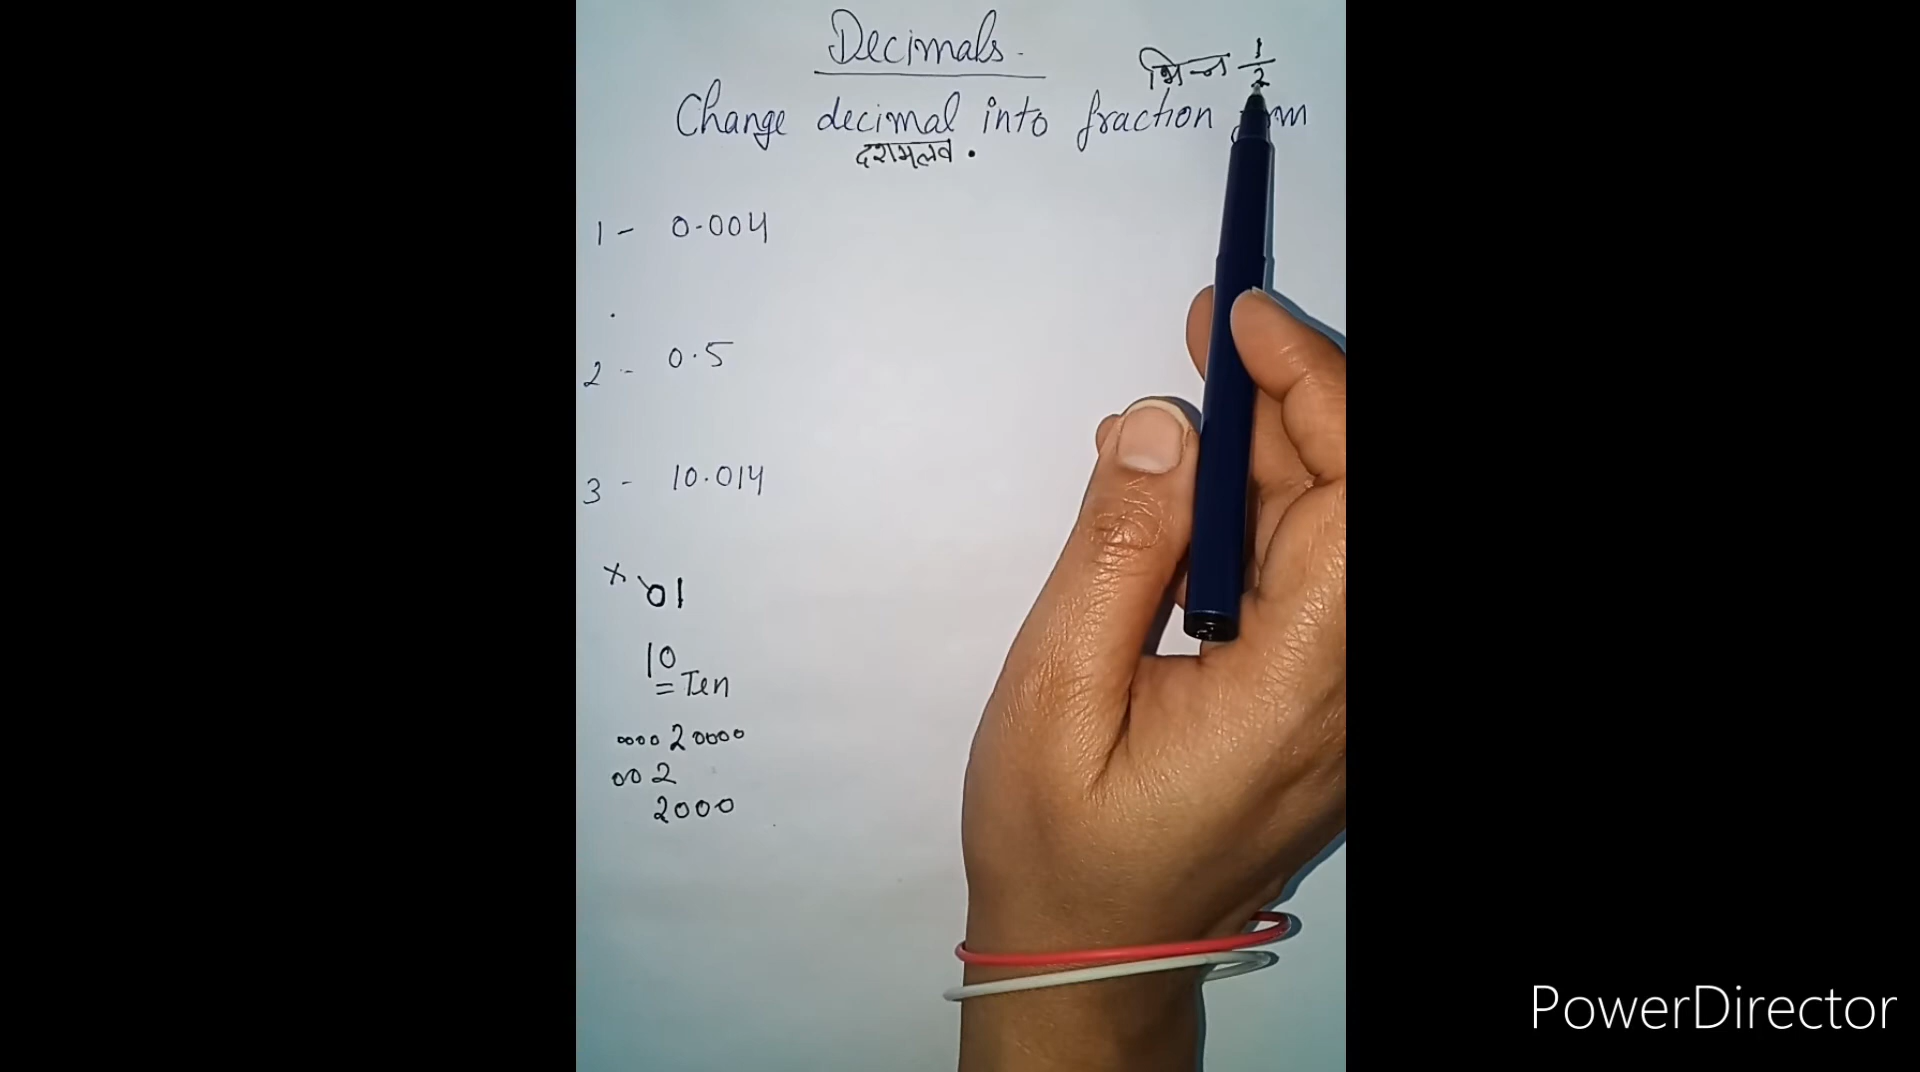 Decimals.
भिन्न 1/2
Change decimal into fraction
दशमलव .
1 - 0.004
2 - 0.5
3 - 10.014
x 01
10
= Ten
0000 2 0000
00 2
2000
PowerDirector